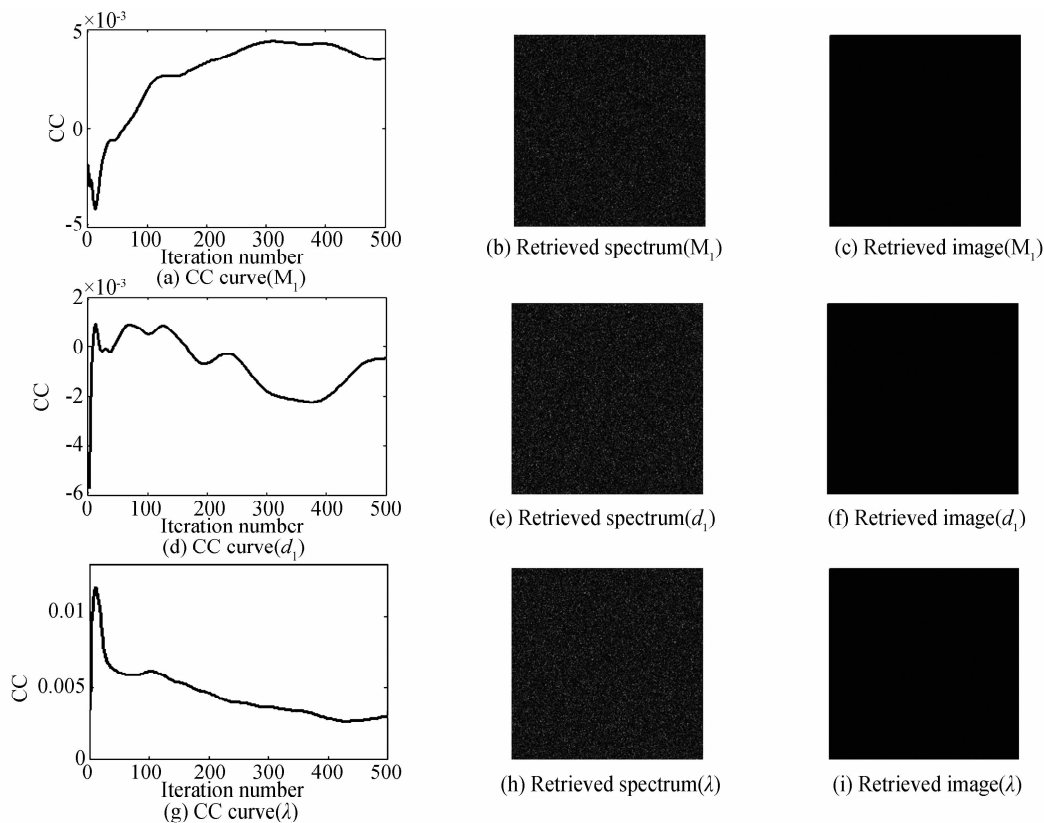 ×10⁻³
5
0
-5
CC
0 100 200 300 400 500
Iteration number
(a) CC curve(M₁)
(b) Retrieved spectrum(M₁)
(c) Retrieved image(M₁)
×10⁻³
2
0
-2
-4
-6
CC
0 100 200 300 400 500
Iteration number
(d) CC curve(d₁)
(e) Retrieved spectrum(d₁)
(f) Retrieved image(d₁)
0.01
0.005
0
CC
0 100 200 300 400 500
Iteration number
(g) CC curve(λ)
(h) Retrieved spectrum(λ)
(i) Retrieved image(λ)